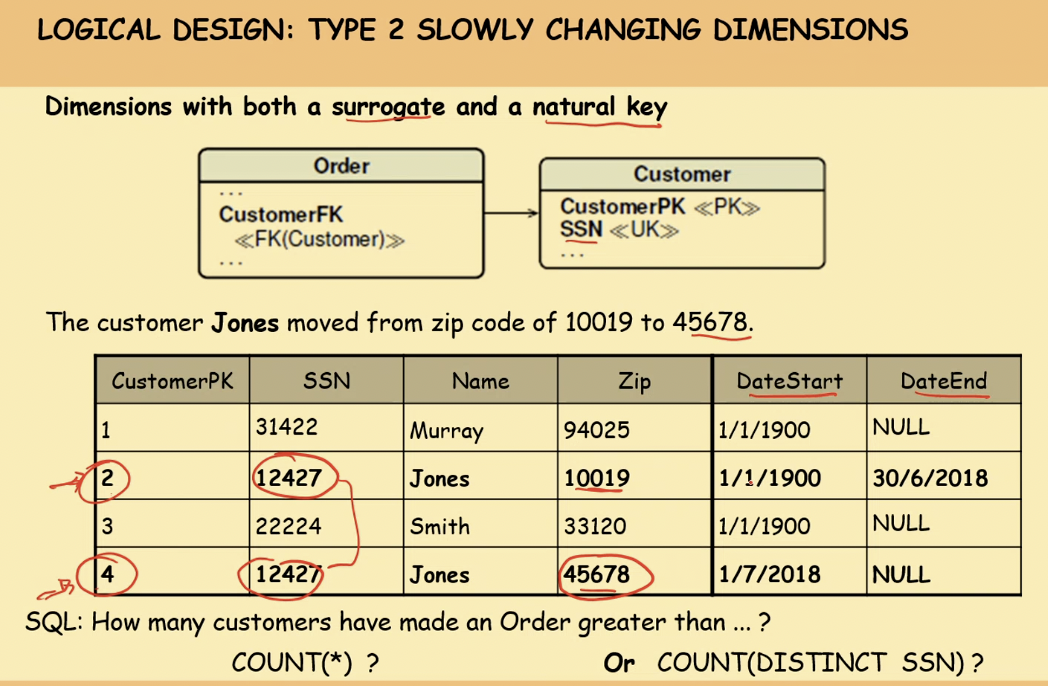 LOGICAL DESIGN: TYPE 2 SLOWLY CHANGING DIMENSIONS
Dimensions with both a surrogate and a natural key
Order
...
CustomerFK
≪FK(Customer)≫
...
Customer
CustomerPK ≪PK≫
SSN ≪UK≫
...
The customer Jones moved from zip code of 10019 to 45678.
CustomerPK SSN Name Zip DateStart DateEnd
1 31422 Murray 94025 1/1/1900 NULL
2 12427 Jones 10019 1/1/1900 30/6/2018
3 22224 Smith 33120 1/1/1900 NULL
4 12427 Jones 45678 1/7/2018 NULL
SQL: How many customers have made an Order greater than ... ?
COUNT(*) ? Or COUNT(DISTINCT SSN) ?